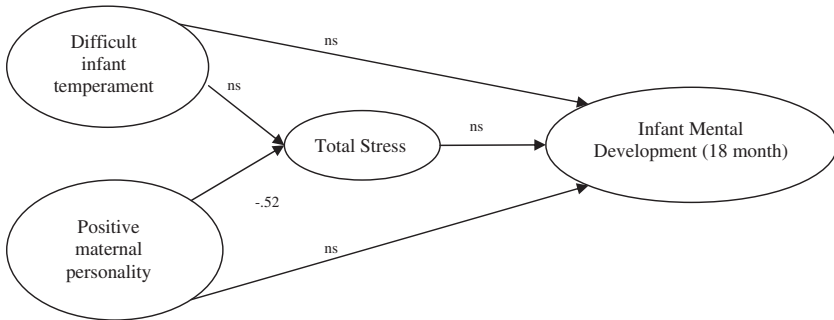 Difficult
infant
temperament
ns
ns
Total Stress
ns
Infant Mental
Development (18 month)
-.52
Positive
maternal
personality
ns